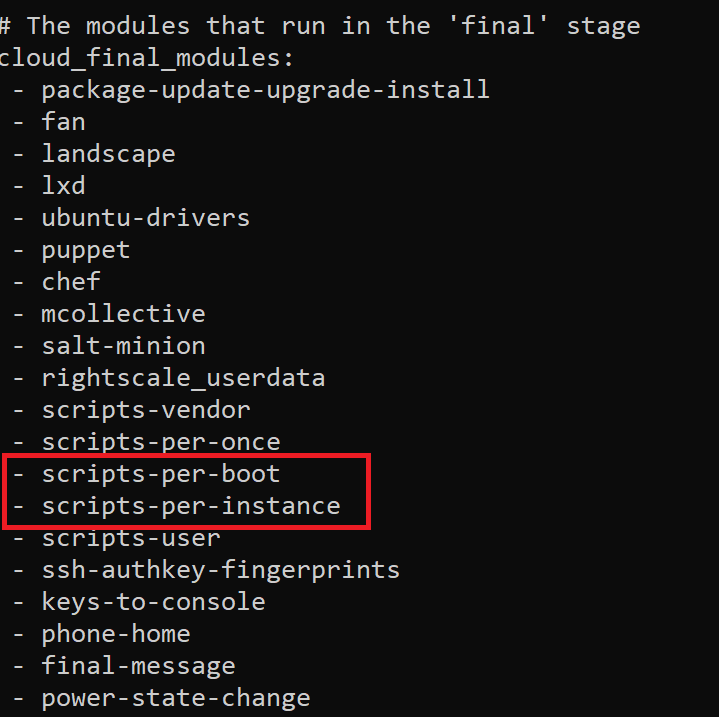 # The modules that run in the 'final' stage
cloud_final_modules:
- package-update-upgrade-install
- fan
- landscape
- lxd
- ubuntu-drivers
- puppet
- chef
- mcollective
- salt-minion
- rightscale_userdata
- scripts-vendor
- scripts-per-once
- scripts-per-boot
- scripts-per-instance
- scripts-user
- ssh-authkey-fingerprints
- keys-to-console
- phone-home
- final-message
- power-state-change